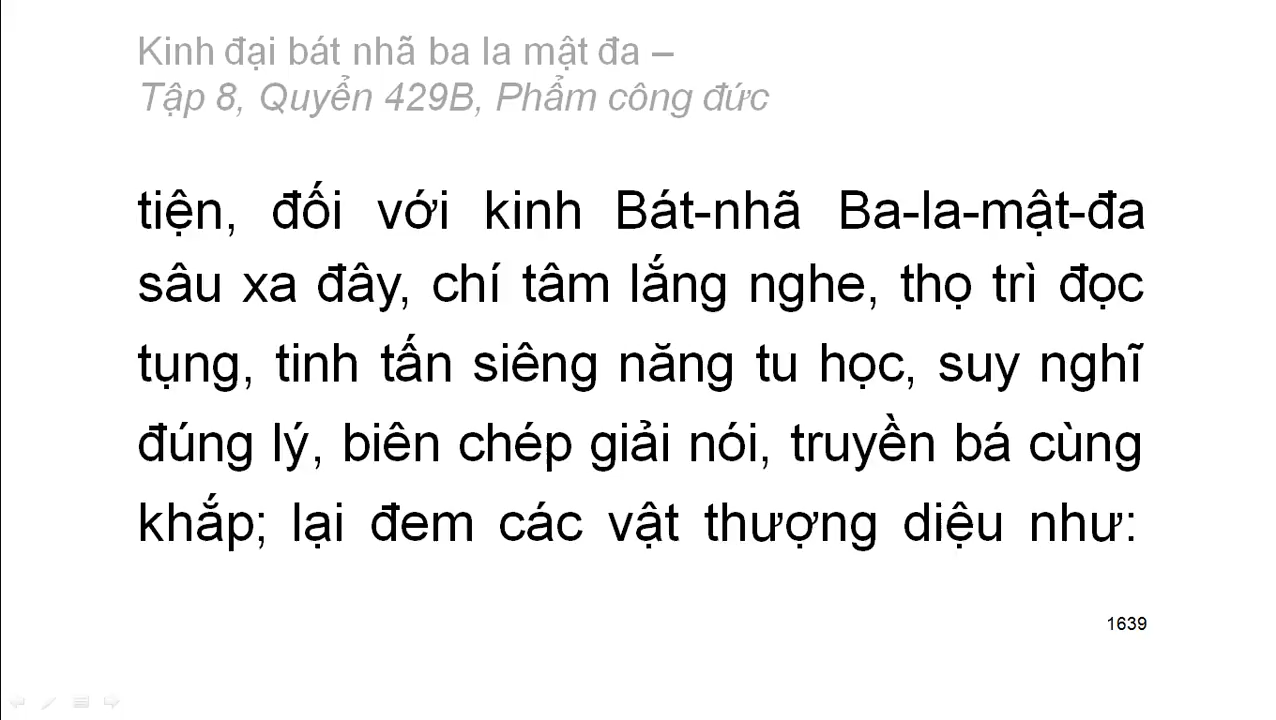 Kinh đại bát nhã ba la mật đa –
Tập 8, Quyển 429B, Phẩm công đức
tiện, đối với kinh Bát-nhã Ba-la-mật-đa
sâu xa đây, chí tâm lắng nghe, thọ trì đọc
tụng, tinh tấn siêng năng tu học, suy nghĩ
đúng lý, biên chép giải nói, truyền bá cùng
khắp; lại đem các vật thượng diệu như:
1639